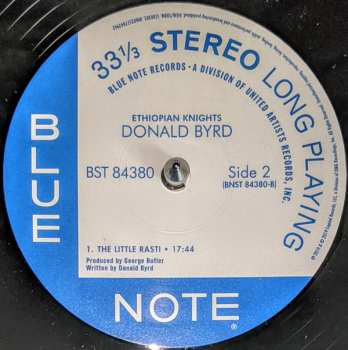 33 1/3 STEREO LONG PLAYING
BLUE NOTE RECORDS • A DIVISION OF UNITED ARTISTS RECORDS, INC.
ETHIOPIAN KNIGHTS
DONALD BYRD
BST 84380
Side 2
(BNST 84380-B)
1. THE LITTLE RASTI • 17:44
Produced by George Butler
Written by Donald Byrd
BLUE
NOTE
®